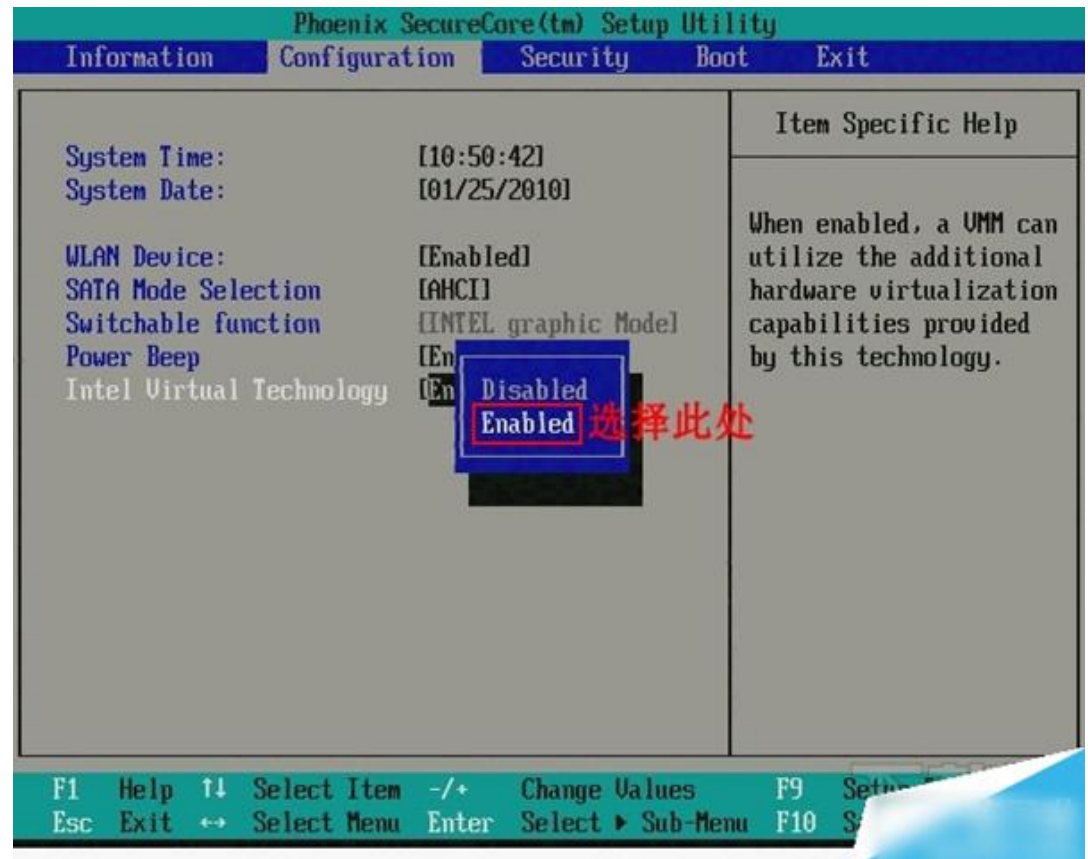 Phoenix SecureCore(tm) Setup Utility
Information Configuration Security Boot Exit
Item Specific Help
System Time: [10:50:42]
System Date: [01/25/2010]
WLAN Device: [Enabled]
SATA Mode Selection [AHCI]
Switchable function [INTEL graphic Mode]
Power Beep [En
Intel Virtual Technology [En
Disabled
Enabled 选择此处
When enabled, a VMM can
utilize the additional
hardware virtualization
capabilities provided
by this technology.
F1 Help ↑↓ Select Item -/+ Change Values F9
Esc Exit ↔ Select Menu Enter Select ▶ Sub-Menu F10